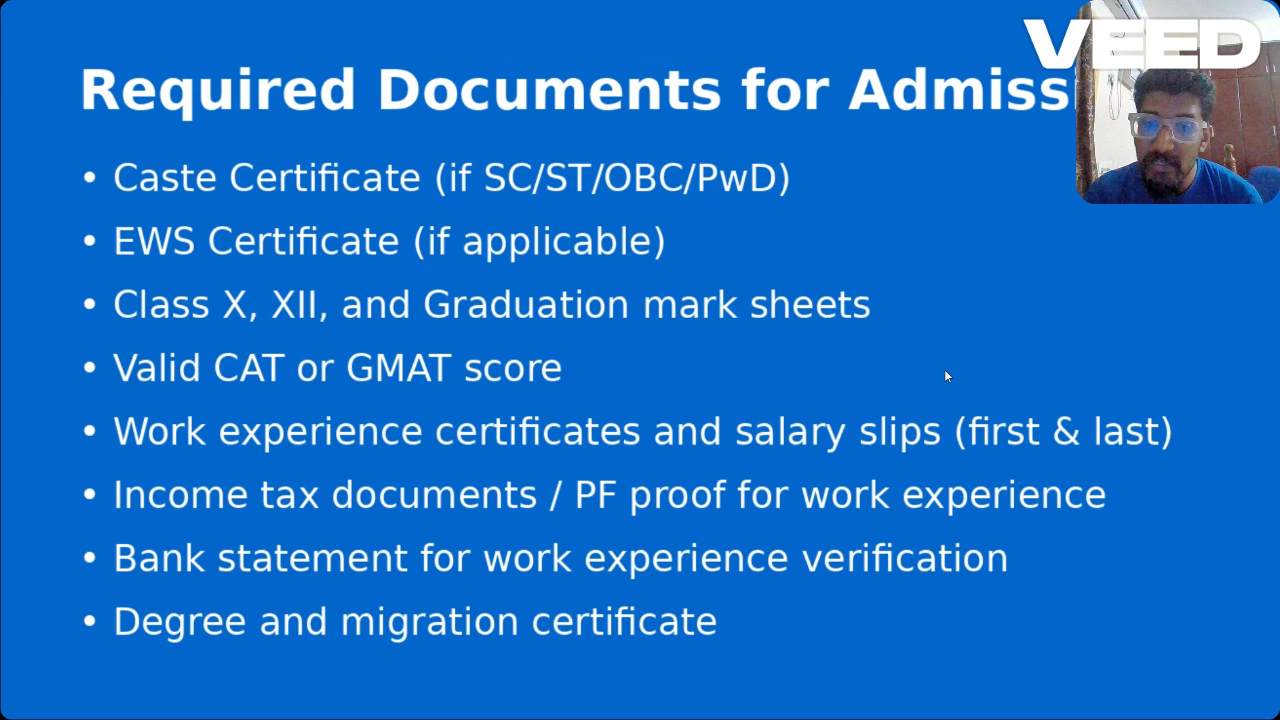 VEED
Required Documents for Admiss
• Caste Certificate (if SC/ST/OBC/PwD)
• EWS Certificate (if applicable)
• Class X, XII, and Graduation mark sheets
• Valid CAT or GMAT score
• Work experience certificates and salary slips (first & last)
• Income tax documents / PF proof for work experience
• Bank statement for work experience verification
• Degree and migration certificate